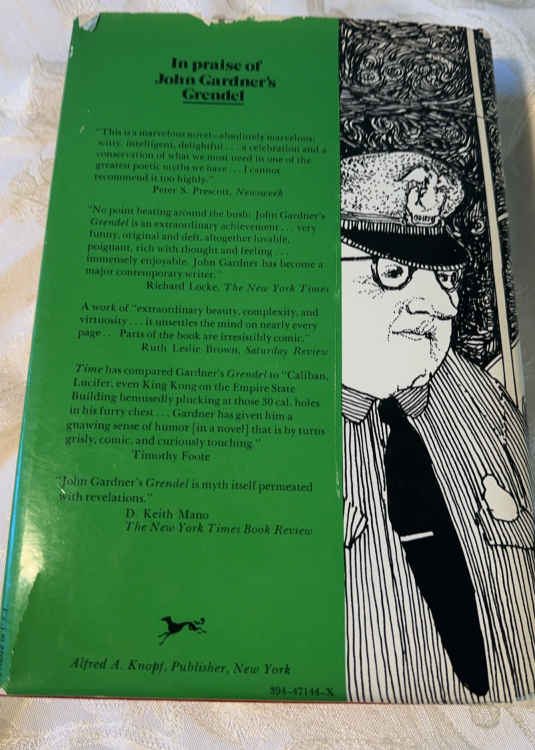 In praise of
John Gardner's
Grendel
"This is a marvelous novel—absolutely marvelous:
witty, intelligent, delightful . . . a celebration and a
conservation of what we most need in one of the
greatest poetic myths we have . . . I cannot
recommend it too highly."
Peter S. Prescott, Newsweek
"No point beating around the bush: John Gardner's
Grendel is an extraordinary achievement . . . very
funny, original and deft, altogether lovable,
poignant, rich with thought and feeling . . .
immensely enjoyable. John Gardner has become a
major contemporary writer."
Richard Locke, The New York Times
A work of "extraordinary beauty, complexity, and
virtuosity . . . it unsettles the mind on nearly every
page . . Parts of the book are irresistibly comic."
Ruth Leslie Brown, Saturday Review
Time has compared Gardner's Grendel to "Caliban,
Lucifer, even King Kong on the Empire State
Building bemusedly plucking at those 50 cal. holes
in his furry chest . . . Gardner has given him a
gnawing sense of humor [in a novel] that is by turns
grisly, comic, and curiously touching."
Timothy Foote
"John Gardner's Grendel is myth itself permeated
with revelations."
D. Keith Mano
The New York Times Book Review
Alfred A. Knopf, Publisher, New York
394-47144-X